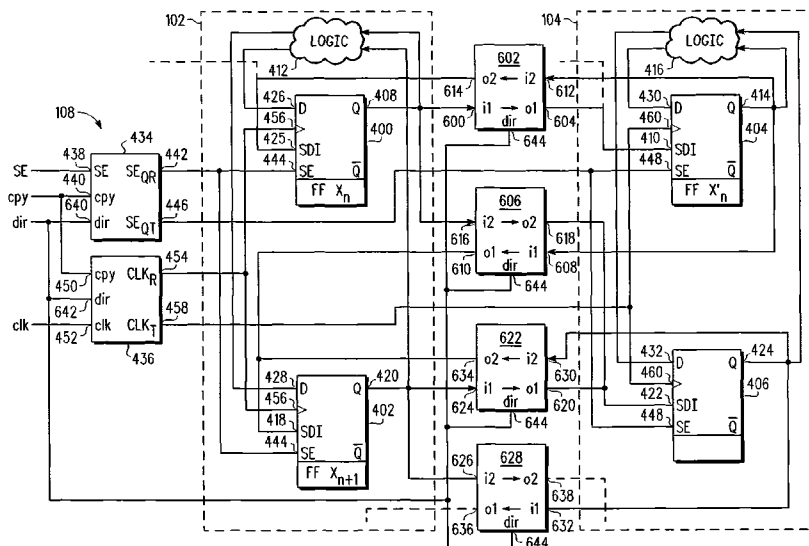 102
104
LOGIC
412
602
o2 ← i2
614
612
i1 → o1
600
604
dir
644
LOGIC
416
108
434
438
SE
SE
SE_QR
442
440
cpy
cpy
640
dir
dir
SE_QT
446
450
cpy
CLK_R
454
642
dir
clk
clk
CLK_T
458
452
436
426
D
Q
408
456
400
425
SDI
444
SE
Q̅
FF X_n
430
D
Q
414
460
404
410
SDI
448
SE
Q̅
FF X'_n
606
616
i2 → o2
618
o1 ← i1
610
608
dir
644
622
o2 ← i2
634
630
i1 → o1
624
620
dir
644
428
D
Q
420
456
402
418
SDI
444
SE
Q̅
FF X_n+1
432
D
Q
424
460
406
422
SDI
448
SE
Q̅
628
626
i2 → o2
638
o1 ← i1
636
632
dir
644